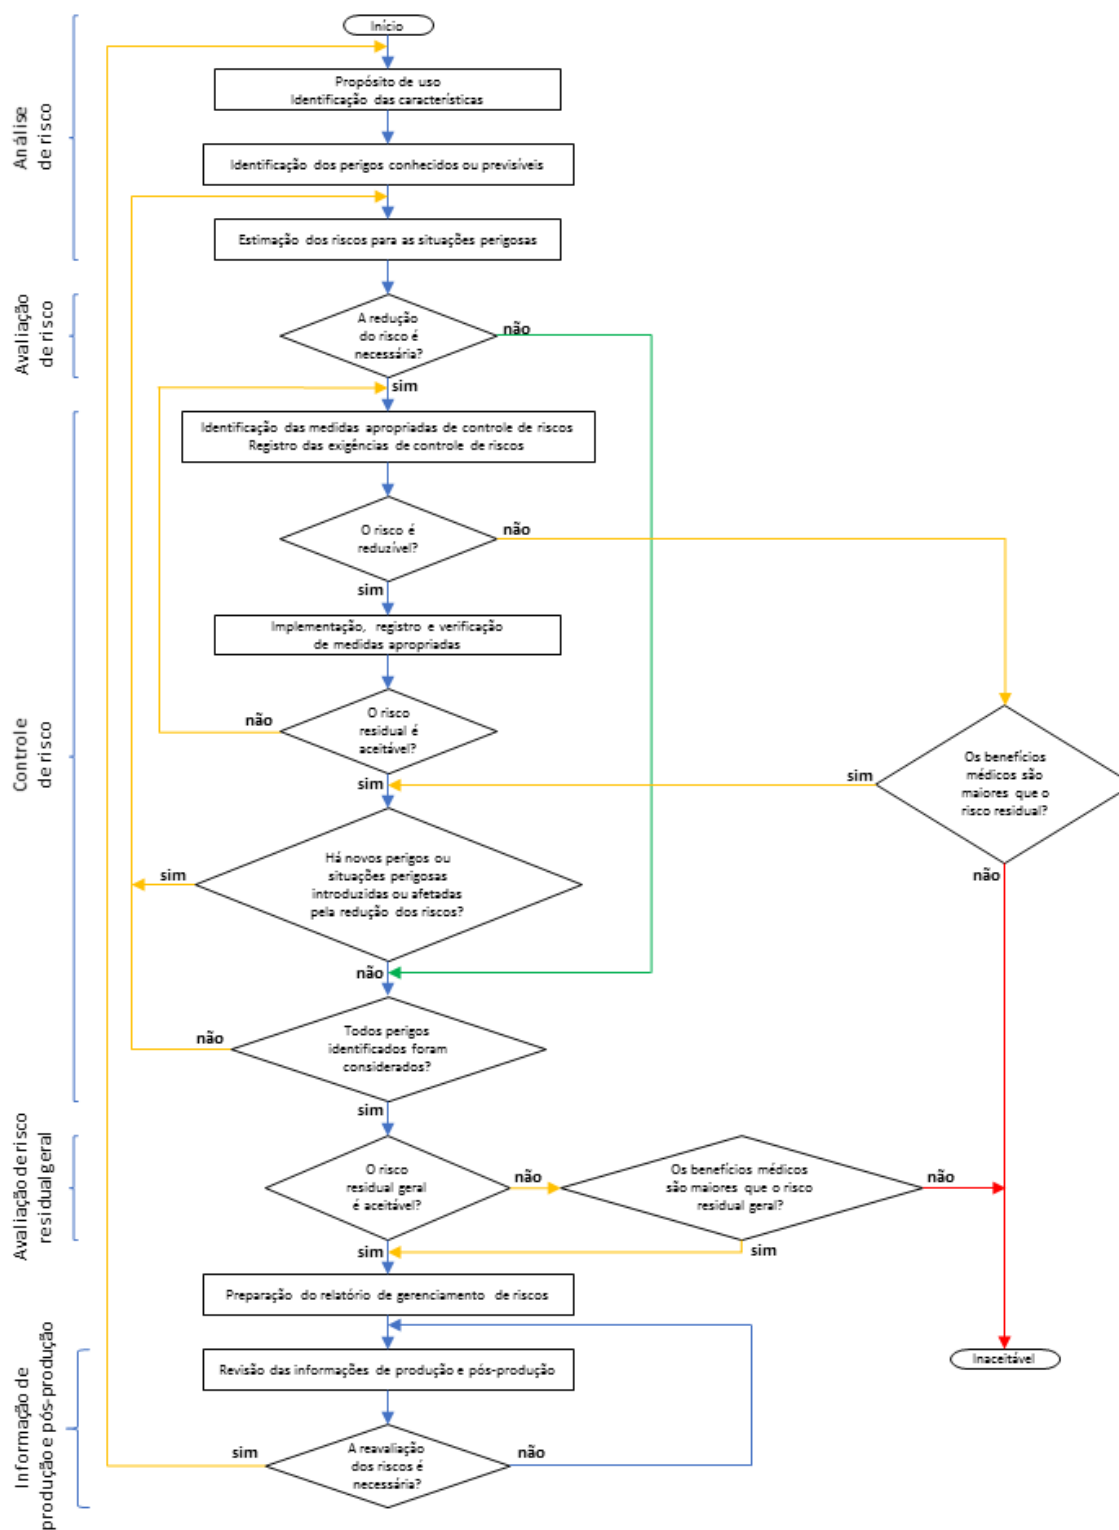 Início
Análise
de risco
Propósito de uso
Identificação das características
Identificação dos perigos conhecidos ou previsíveis
Estimação dos riscos para as situações perigosas
Avaliação
de risco
A redução
do risco é
necessária?
não
sim
Identificação das medidas apropriadas de controle de riscos
Registro das exigências de controle de riscos
O risco é
reduzível?
não
sim
Implementação, registro e verificação
de medidas apropriadas
Controle
de risco
O risco
residual é
aceitável?
não
sim
Os benefícios
médicos são
maiores que o
risco residual?
sim
não
Há novos perigos ou
situações perigosas
introduzidas ou afetadas
pela redução dos riscos?
sim
não
Todos perigos
identificados foram
considerados?
não
sim
Avaliação de risco
residual geral
O risco
residual geral
é aceitável?
não
sim
Os benefícios médicos
são maiores que o risco
residual geral?
não
sim
Preparação do relatório de gerenciamento de riscos
Informação de
produção e pós-produção
Revisão das informações de produção e pós-produção
Inaceitável
A reavaliação
dos riscos é
necessária?
sim
não